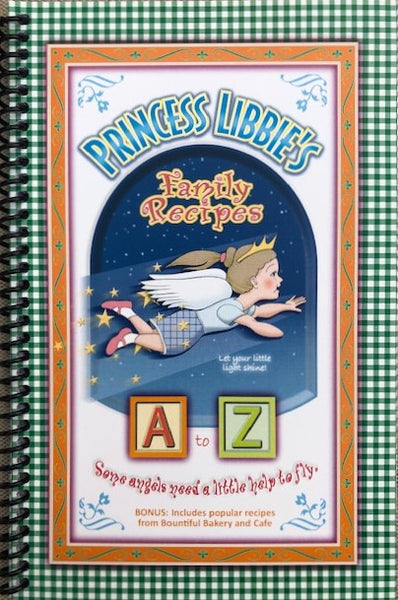 PRINCESS LIBBIE'S
Family
Recipes
Let your little
light shine!
A to Z
Some angels need a little help to fly.
BONUS: Includes popular recipes
from Bountiful Bakery and Cafe